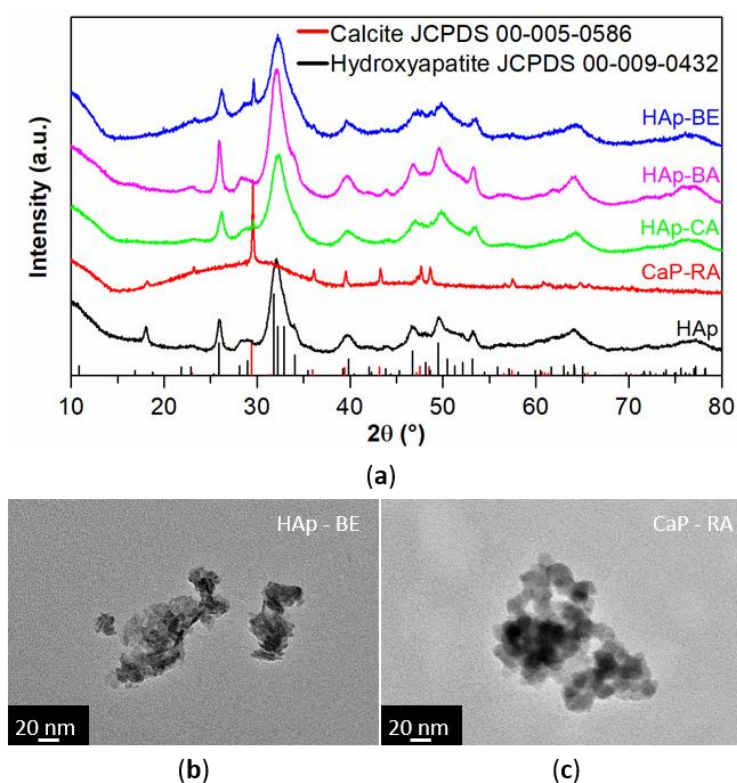 Calcite JCPDS 00-005-0586
Hydroxyapatite JCPDS 00-009-0432
HAp-BE
HAp-BA
HAp-CA
CaP-RA
HAp
Intensity (a.u.)
10 20 30 40 50 60 70 80
2θ (°)
(a)
HAp - BE
CaP - RA
20 nm
20 nm
(b)
(c)